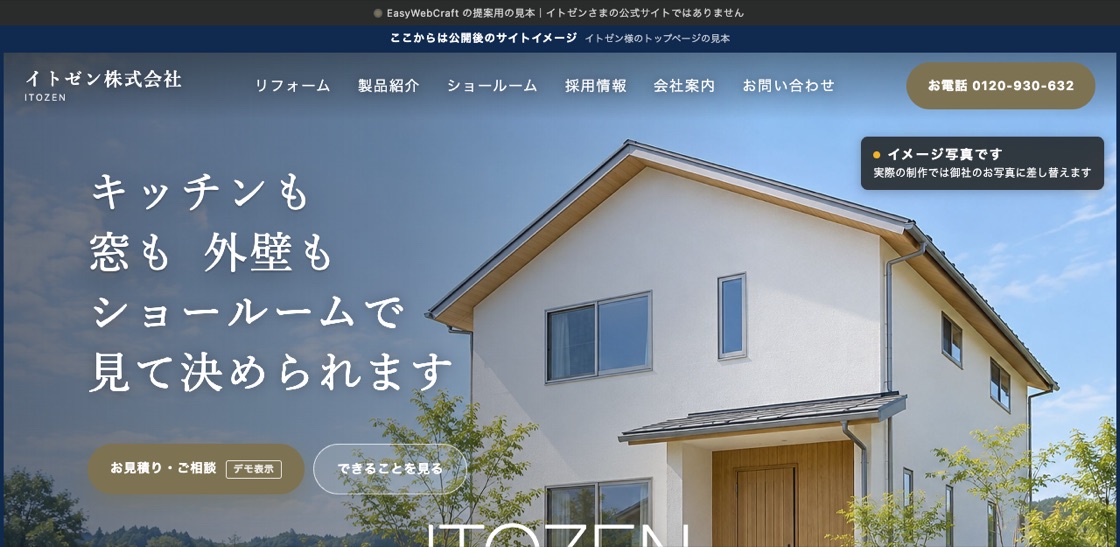 EasyWebCraft の提案用の見本｜イトゼンさまの公式サイトではありません
ここからは公開後のサイトイメージ イトゼン様のトップページの見本
イトゼン株式会社
ITOZEN
リフォーム 製品紹介 ショールーム 採用情報 会社案内 お問い合わせ
お電話 0120-930-632
イメージ写真です
実際の制作では御社のお写真に差し替えます
キッチンも
窓も 外壁も
ショールームで
見て決められます
お見積り・ご相談 デモ表示
できることを見る
ITOZEN